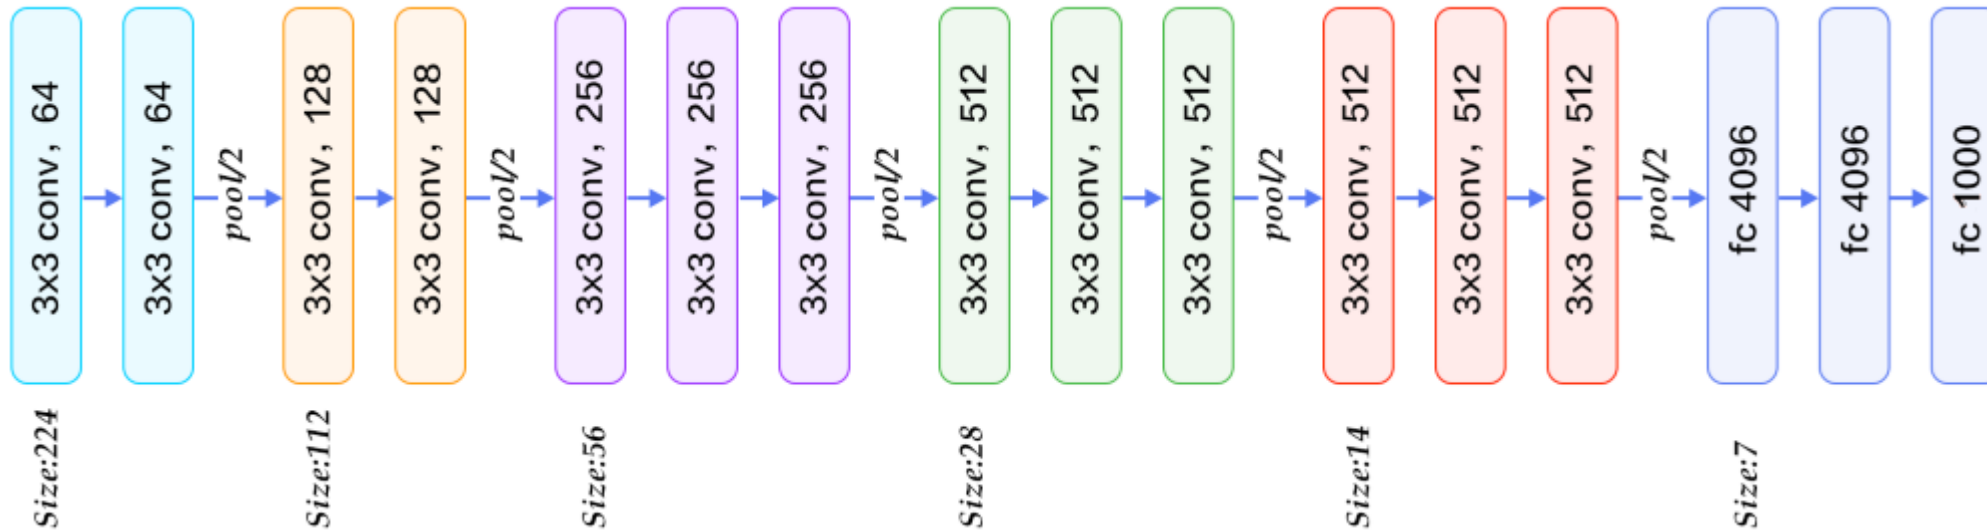 3x3 conv, 64
3x3 conv, 64
pool/2
3x3 conv, 128
3x3 conv, 128
pool/2
3x3 conv, 256
3x3 conv, 256
3x3 conv, 256
pool/2
3x3 conv, 512
3x3 conv, 512
3x3 conv, 512
pool/2
3x3 conv, 512
3x3 conv, 512
3x3 conv, 512
pool/2
fc 4096
fc 4096
fc 1000
Size:224
Size:112
Size:56
Size:28
Size:14
Size:7